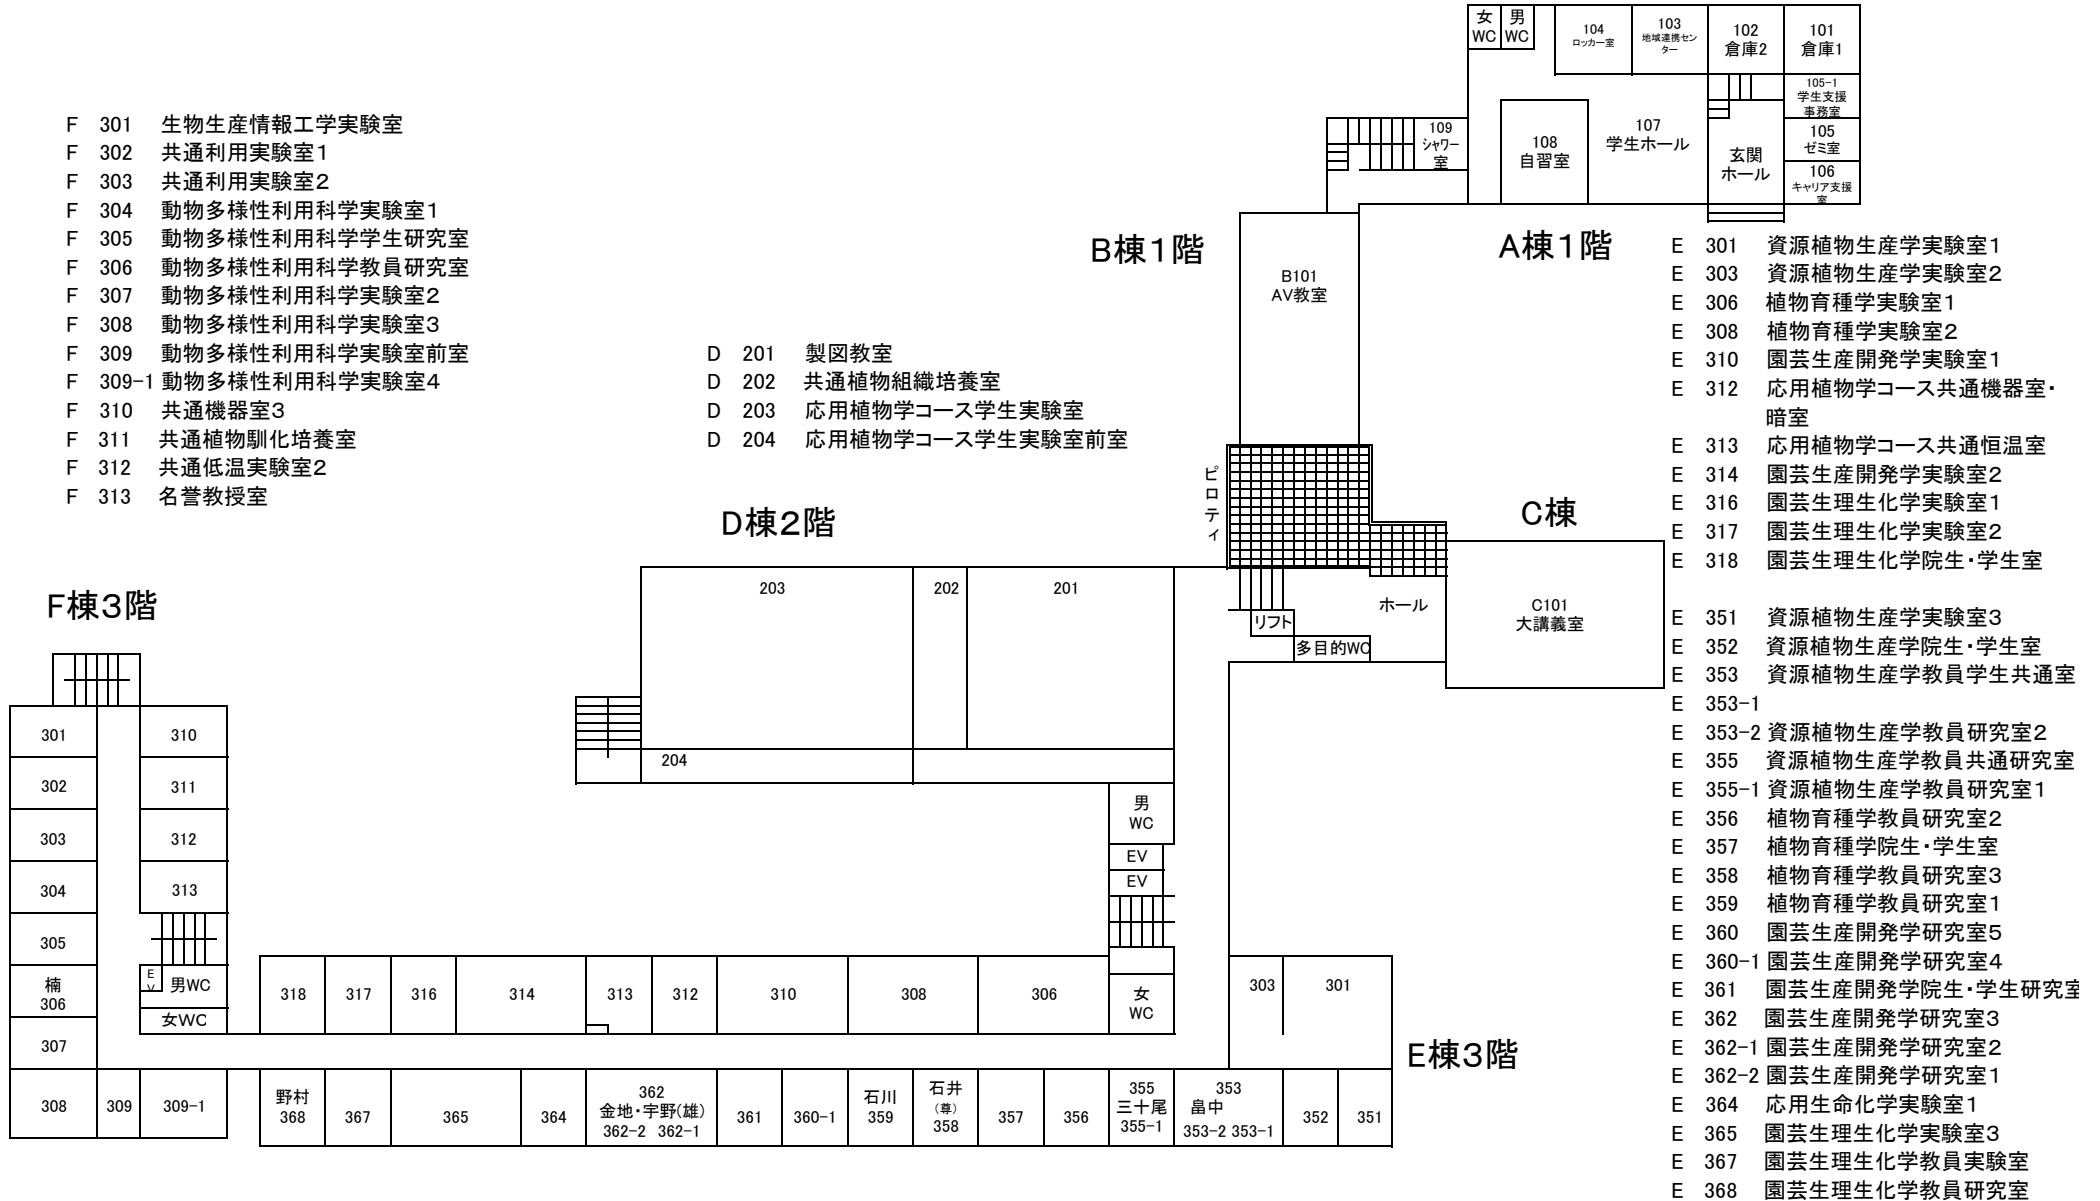 女 男
WC WC
104
ロッカー室
103
地域連携セン
ター
102
倉庫2
101
倉庫1
105-1
学生支援
事務室
105
ゼミ室
106
キャリア支援
室
109
シャワー
室
108
自習室
107
学生ホール
玄関
ホール
A棟1階
B棟1階
B101
AV教室
ピロティ
C棟
C101
大講義室
ホール
リフト
多目的WC
F 301 生物生産情報工学実験室
F 302 共通利用実験室1
F 303 共通利用実験室2
F 304 動物多様性利用科学実験室1
F 305 動物多様性利用科学学生研究室
F 306 動物多様性利用科学教員研究室
F 307 動物多様性利用科学実験室2
F 308 動物多様性利用科学実験室3
F 309 動物多様性利用科学実験室前室
F 309-1 動物多様性利用科学実験室4
F 310 共通機器室3
F 311 共通植物馴化培養室
F 312 共通低温実験室2
F 313 名誉教授室
D 201 製図教室
D 202 共通植物組織培養室
D 203 応用植物学コース学生実験室
D 204 応用植物学コース学生実験室前室
D棟2階
203
202
201
204
男
WC
EV
EV
女
WC
F棟3階
301
302
303
304
305
楠
306
307
308
309
309-1
310
311
312
313
EV
男WC
女WC
318
317
316
314
313
312
310
308
306
303
301
E棟3階
野村
368
367
365
364
362
金地・宇野(雄)
362-2 362-1
361
360-1
石川
359
石井
(尊)
358
357
356
355
三十尾
355-1
353
畠中
353-2 353-1
352
351
E 301 資源植物生産学実験室1
E 303 資源植物生産学実験室2
E 306 植物育種学実験室1
E 308 植物育種学実験室2
E 310 園芸生産開発学実験室1
E 312 応用植物学コース共通機器室・
暗室
E 313 応用植物学コース共通恒温室
E 314 園芸生産開発学実験室2
E 316 園芸生理生化学実験室1
E 317 園芸生理生化学実験室2
E 318 園芸生理生化学院生・学生室
E 351 資源植物生産学実験室3
E 352 資源植物生産学院生・学生室
E 353 資源植物生産学教員学生共通室
E 353-1
E 353-2 資源植物生産学教員研究室2
E 355 資源植物生産学教員共通研究室
E 355-1 資源植物生産学教員研究室1
E 356 植物育種学教員研究室2
E 357 植物育種学院生・学生室
E 358 植物育種学教員研究室3
E 359 植物育種学教員研究室1
E 360 園芸生産開発学研究室5
E 360-1 園芸生産開発学研究室4
E 361 園芸生産開発学院生・学生研究室
E 362 園芸生産開発学研究室3
E 362-1 園芸生産開発学研究室2
E 362-2 園芸生産開発学研究室1
E 364 応用生命化学実験室1
E 365 園芸生理生化学実験室3
E 367 園芸生理生化学教員実験室
E 368 園芸生理生化学教員研究室